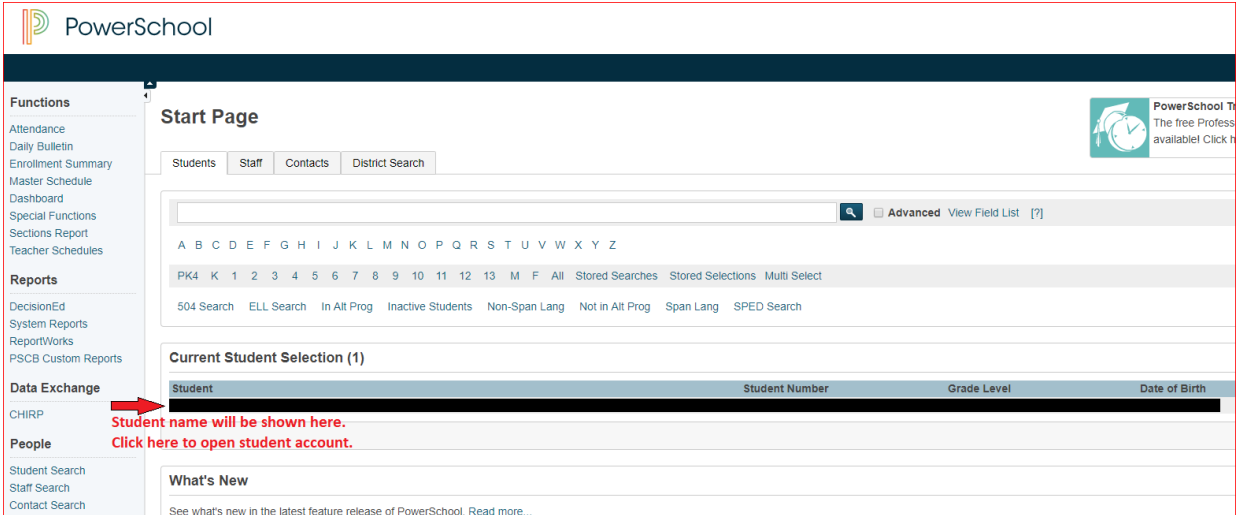 PowerSchool
Functions
Attendance
Daily Bulletin
Enrollment Summary
Master Schedule
Dashboard
Special Functions
Sections Report
Teacher Schedules
Reports
DecisionEd
System Reports
ReportWorks
PSCB Custom Reports
Data Exchange
CHIRP
People
Student Search
Staff Search
Contact Search
Start Page
PowerSchool Tr
The free Profess
available! Click h
Students Staff Contacts District Search
Advanced View Field List [?]
A B C D E F G H I J K L M N O P Q R S T U V W X Y Z
PK4 K 1 2 3 4 5 6 7 8 9 10 11 12 13 M F All Stored Searches Stored Selections Multi Select
504 Search ELL Search In Alt Prog Inactive Students Non-Span Lang Not in Alt Prog Span Lang SPED Search
Current Student Selection (1)
Student Student Number Grade Level Date of Birth
Student name will be shown here.
Click here to open student account.
What's New
See what's new in the latest feature release of PowerSchool. Read more...